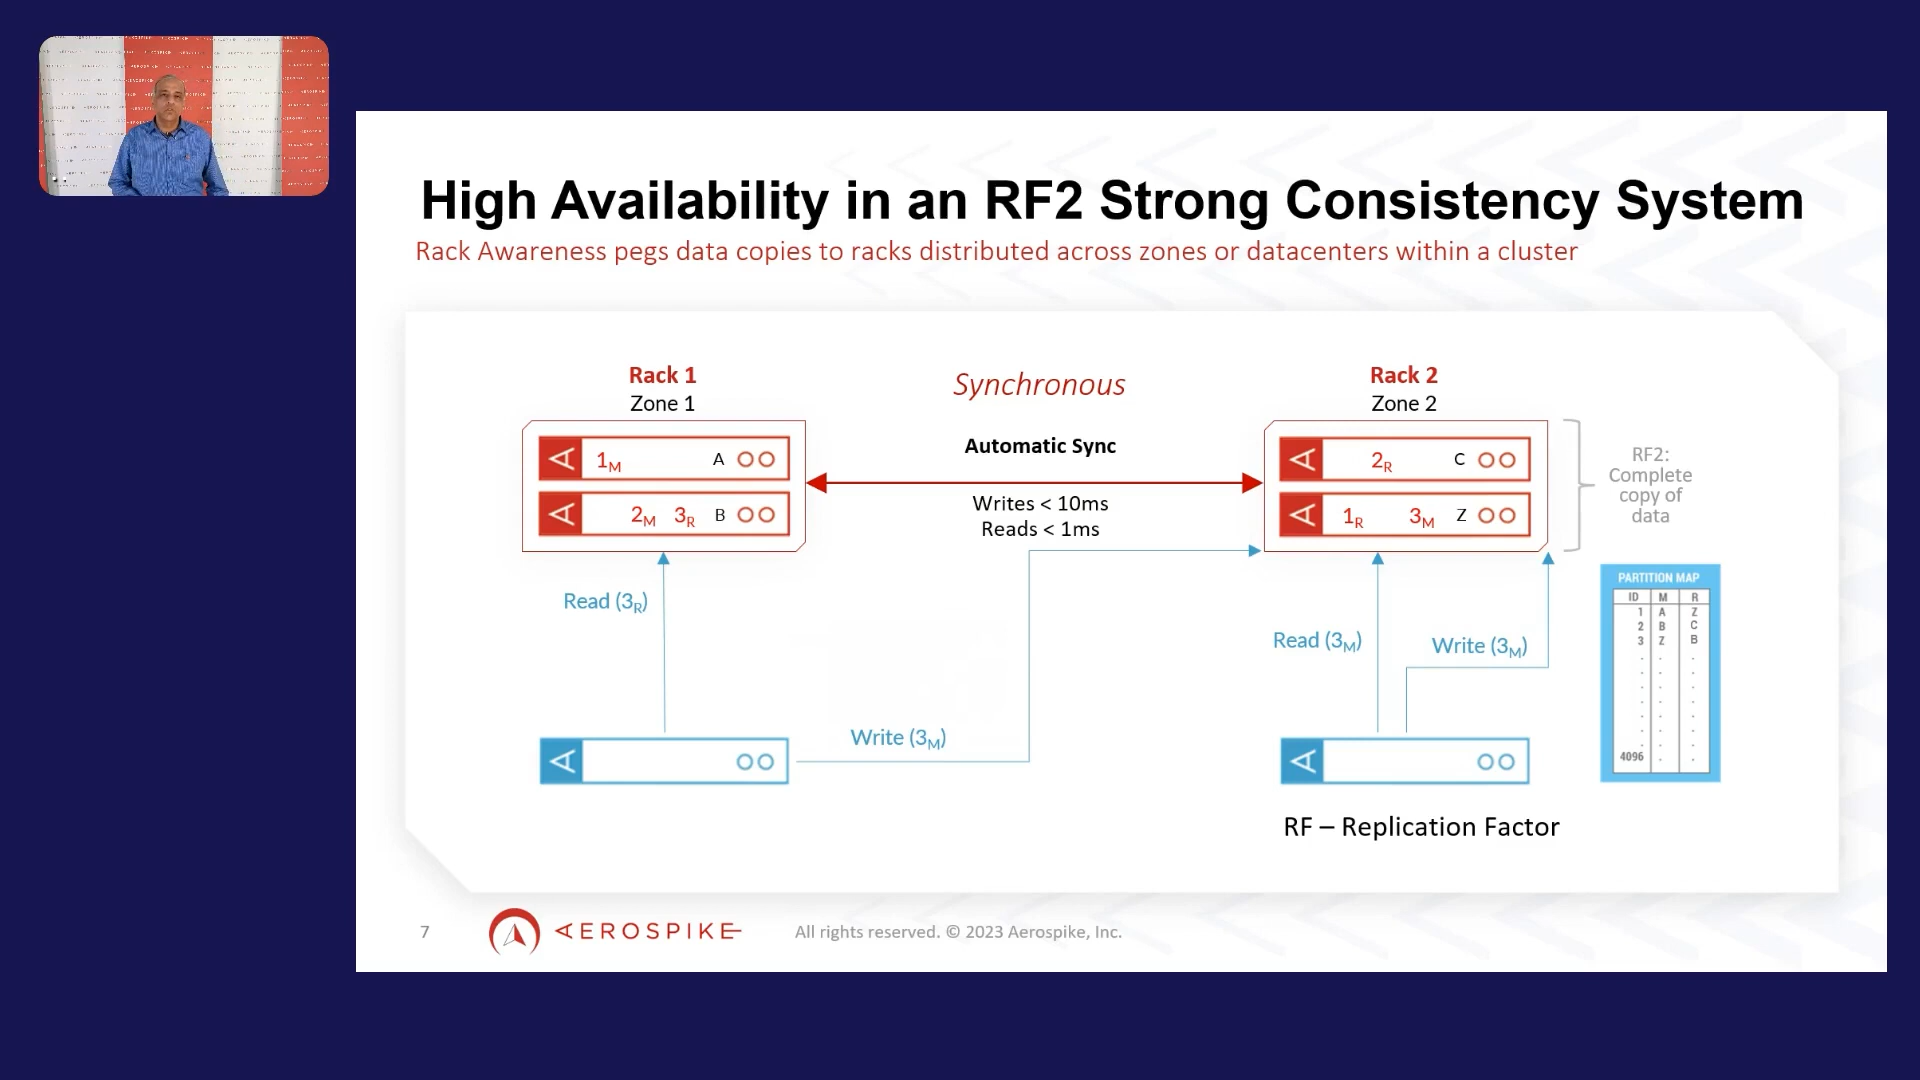 High Availability in an RF2 Strong Consistency System
Rack Awareness pegs data copies to racks distributed across zones or datacenters within a cluster
Rack 1
Zone 1
1M A
2M 3R B
Synchronous
Automatic Sync
Writes < 10ms
Reads < 1ms
Rack 2
Zone 2
2R C
1R 3M Z
RF2:
Complete
copy of
data
Read (3R)
Write (3M)
Read (3M)
Write (3M)
PARTITION MAP
ID M R
1 A Z
2 B C
3 Z B
4096
RF – Replication Factor
7
AEROSPIKE
All rights reserved. © 2023 Aerospike, Inc.